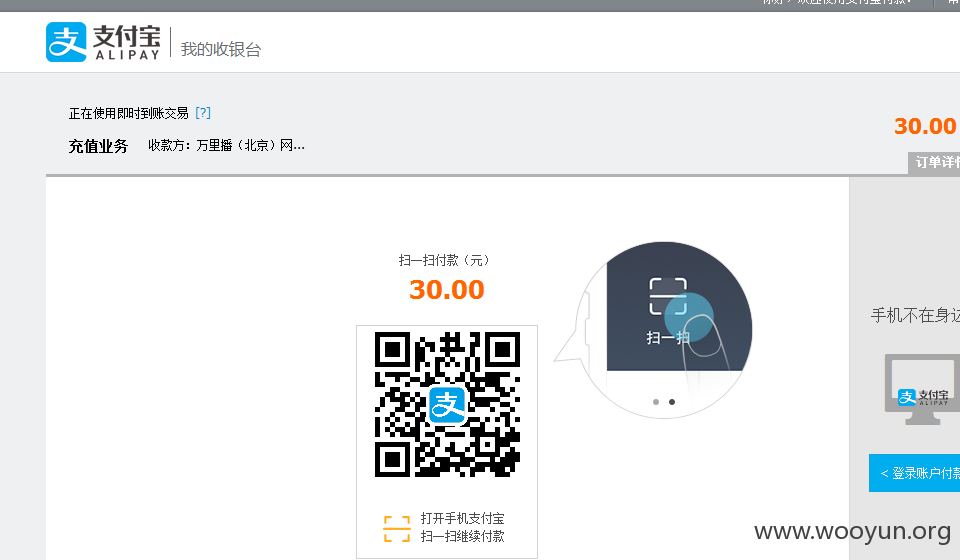 支付宝
ALIPAY
我的收银台
正在使用即时到账交易 [?]
充值业务 收款方：万里播（北京）网...
30.00
订单详情
扫一扫付款（元）
30.00
扫一扫
支
打开手机支付宝
扫一扫继续付款
手机不在身边
支付宝
ALIPAY
< 登录账户付款
www.wooyun.org